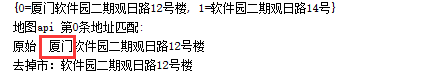 {0=厦门软件园二期观日路12号楼, 1=软件园二期观日路14号}
地图api 第0条地址匹配:
原始 厦门软件园二期观日路12号楼
去掉市: 软件园二期观日路12号楼